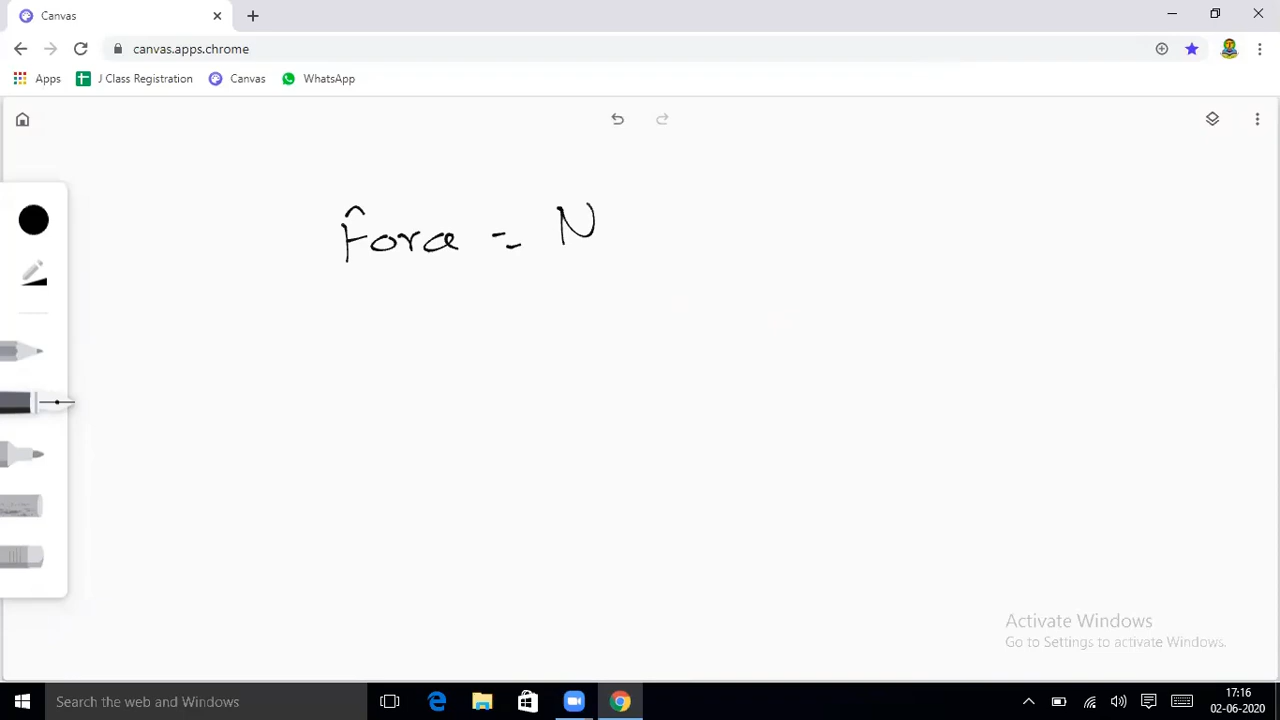 Canvas
canvas.apps.chrome
Apps
J Class Registration
Canvas
WhatsApp
Force = N
Activate Windows
Go to Settings to activate Windows.
Search the web and Windows
17:16
02-06-2020